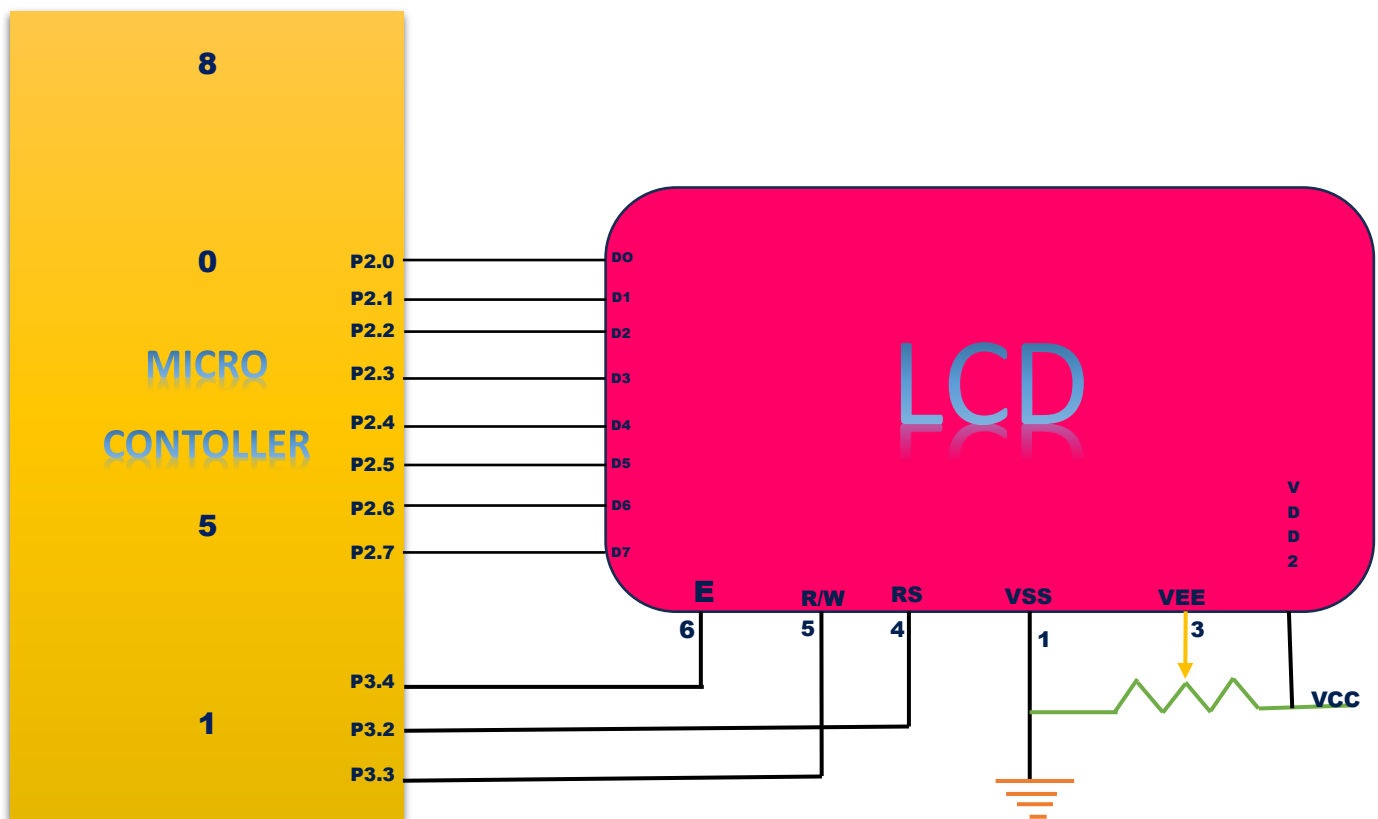 8
0
MICRO
CONTOLLER
5
1
P2.0
P2.1
P2.2
P2.3
P2.4
P2.5
P2.6
P2.7
P3.4
P3.2
P3.3
DO
D1
D2
D3
D4
D5
D6
D7
LCD
V
D
D
2
E
R/W
RS
VSS
VEE
6
5
4
1
3
VCC